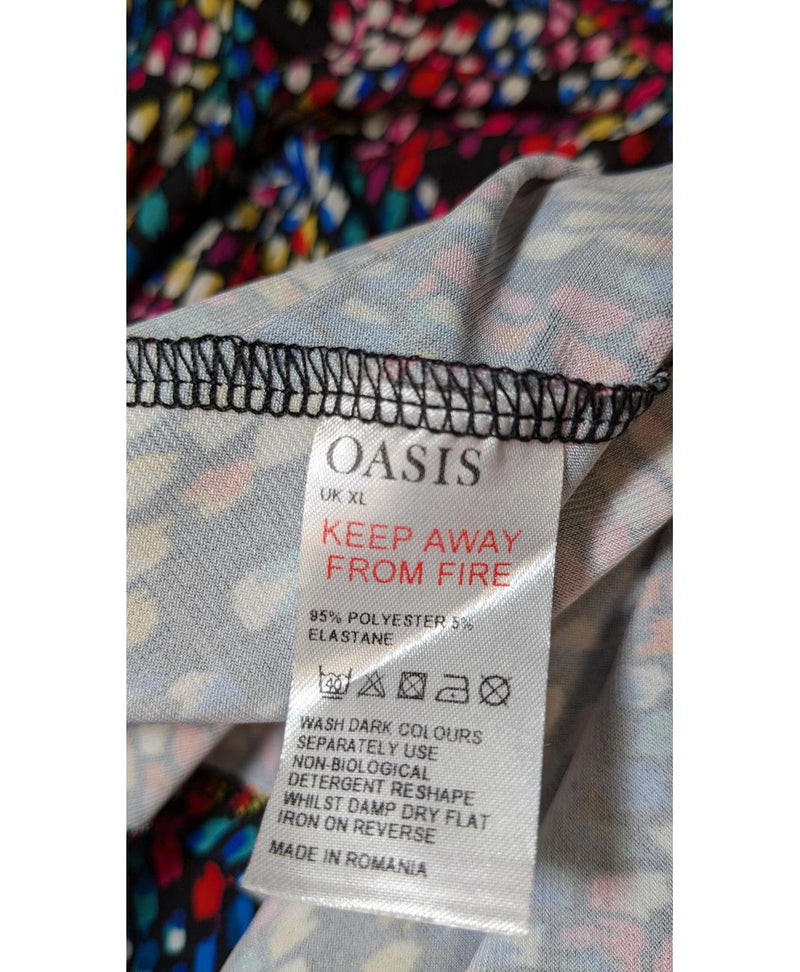 OASIS
UK XL
KEEP AWAY
FROM FIRE
95% POLYESTER 5%
ELASTANE
40
WASH DARK COLOURS
SEPARATELY USE
NON-BIOLOGICAL
DETERGENT RESHAPE
WHILST DAMP DRY FLAT
IRON ON REVERSE
MADE IN ROMANIA